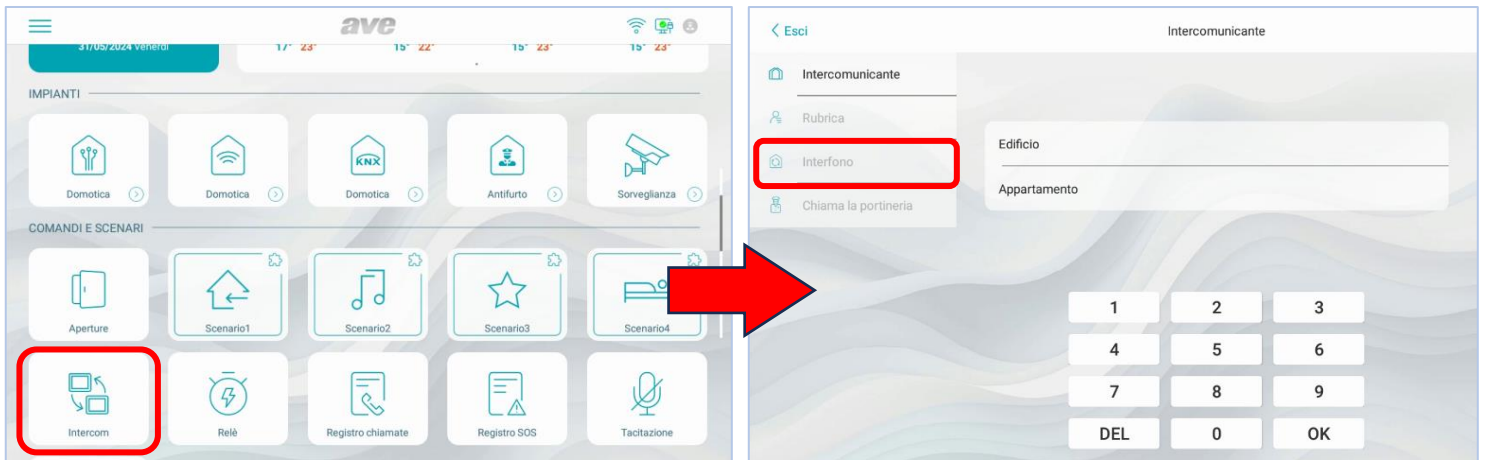 ave
31/05/2024 Venerdì
17° 23° 15° 22° 15° 23° 15° 23°
IMPIANTI
Domotica Domotica KNX Domotica Antifurto Sorveglianza
COMANDI E SCENARI
Aperture Scenario1 Scenario2 Scenario3 Scenario4
Intercom Relè Registro chiamate Registro SOS Tacitazione
Esci
Intercomunicante
Intercomunicante
Rubrica
Interfono
Chiama la portineria
Edificio
Appartamento
1 2 3
4 5 6
7 8 9
DEL 0 OK